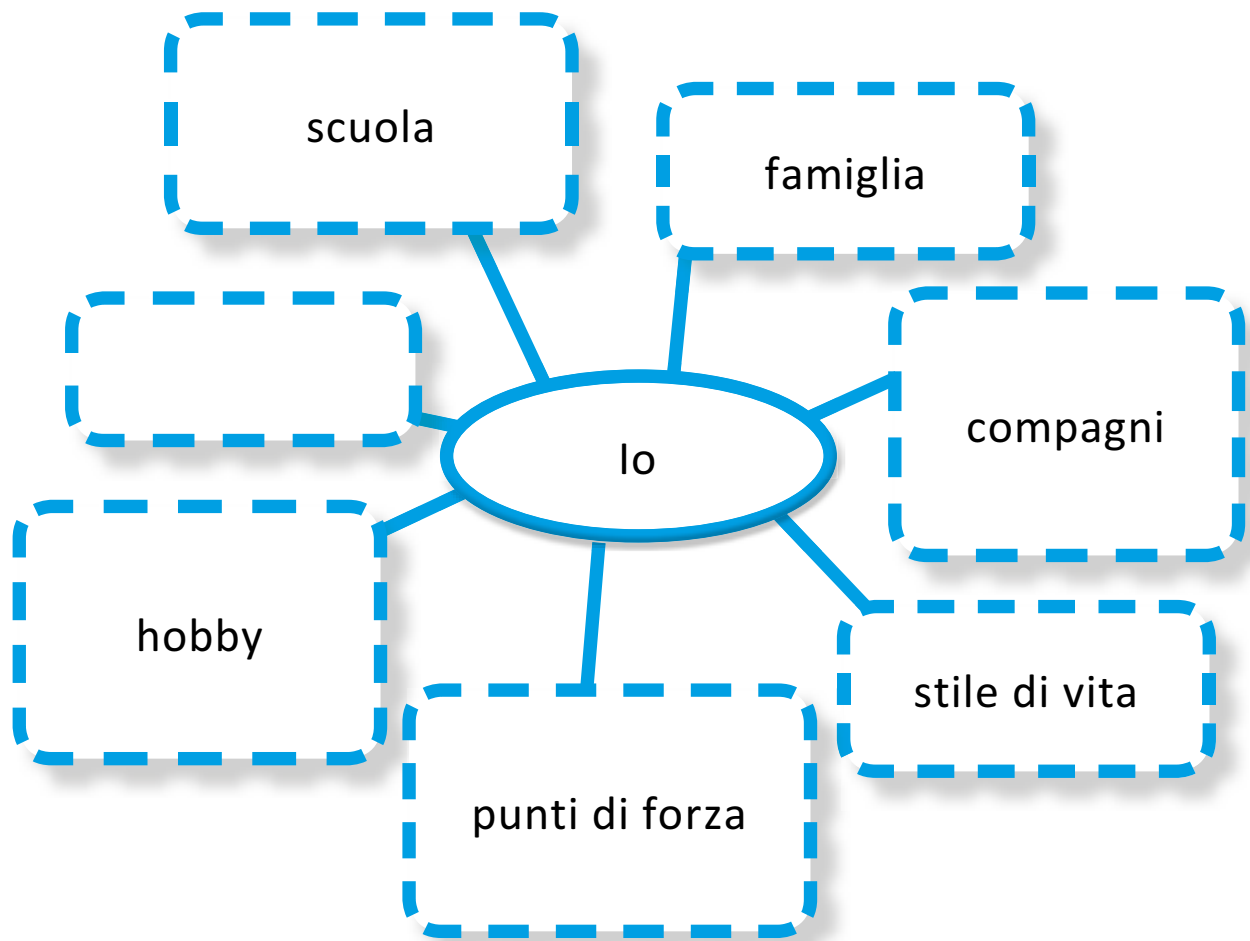 scuola
famiglia
compagni
Io
hobby
stile di vita
punti di forza